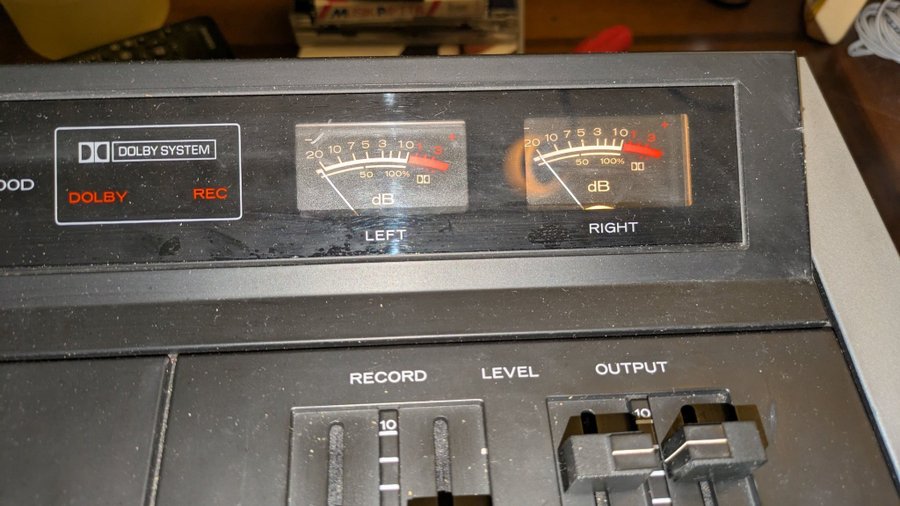 OOD
DOLBY SYSTEM
DOLBY REC
20 10 7 5 3 1 0 1 3 +
50 100%
dB
LEFT
20 10 7 5 3 1 0 1 3 +
50 100%
dB
RIGHT
RECORD LEVEL OUTPUT
10
10